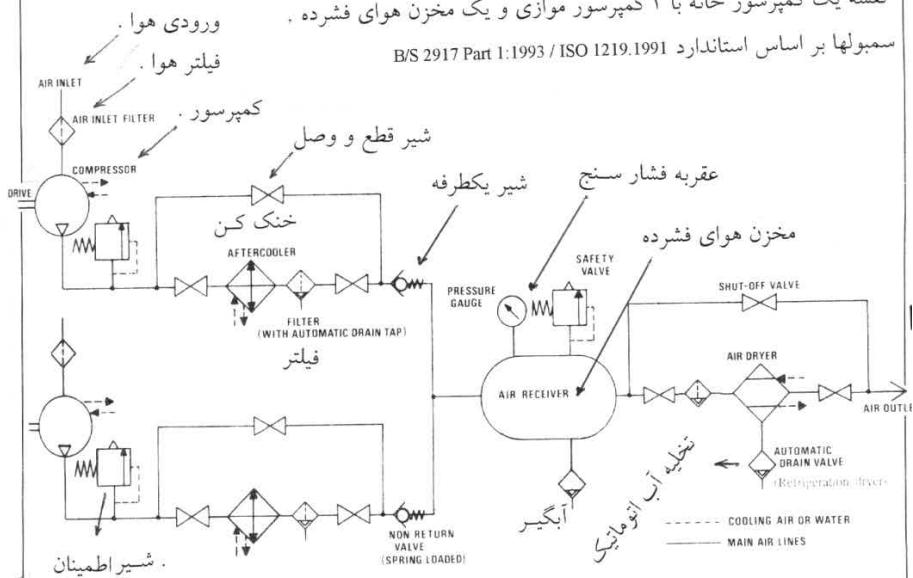 نقشه یک کمپرسور خانه با ۲ کمپرسور موازی و یک مخزن هوای فشرده .
سمبولها بر اساس استاندارد B/S 2917 Part 1:1993 / ISO 1219.1991
ورودی هوا .
AIR INLET
فیلتر هوا .
AIR INLET FILTER
کمپرسور .
COMPRESSOR
DRIVE
شیر قطع و وصل
شیر یکطرفه
عقربه فشار سنج
مخزن هوای فشرده
خنک کن
AFTERCOOLER
FILTER
(WITH AUTOMATIC DRAIN TAP)
فیلتر
PRESSURE
GAUGE
SAFETY
VALVE
SHUT-OFF VALVE
AIR RECEIVER
AIR DRYER
AIR OUTLE
AUTOMATIC
DRAIN VALVE
(Refrigeration dryers
تخلیه آب اتوماتیک
آبگیر
NON RETURN
VALVE
(SPRING LOADED)
شیر اطمینان .
COOLING AIR OR WATER
MAIN AIR LINES